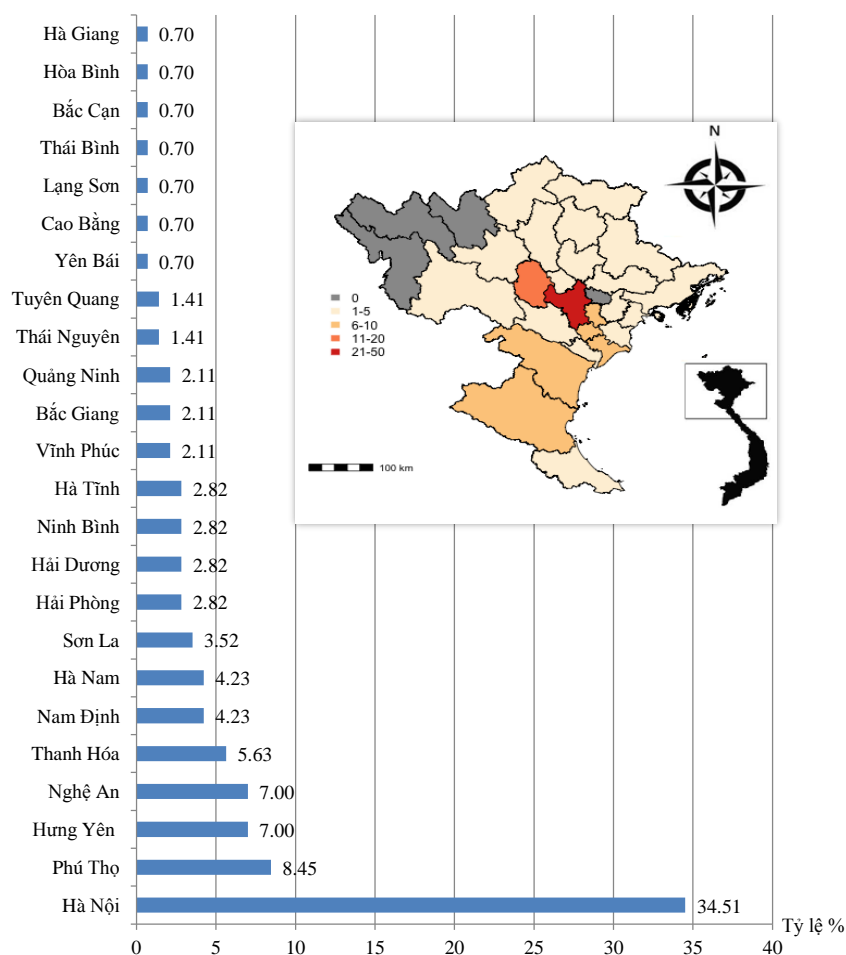 Hà Giang 0.70
Hòa Bình 0.70
Bắc Cạn 0.70
Thái Bình 0.70
Lạng Sơn 0.70
Cao Bằng 0.70
Yên Bái 0.70
Tuyên Quang 1.41
Thái Nguyên 1.41
Quảng Ninh 2.11
Bắc Giang 2.11
Vĩnh Phúc 2.11
Hà Tĩnh 2.82
Ninh Bình 2.82
Hải Dương 2.82
Hải Phòng 2.82
Sơn La 3.52
Hà Nam 4.23
Nam Định 4.23
Thanh Hóa 5.63
Nghệ An 7.00
Hưng Yên 7.00
Phú Thọ 8.45
Hà Nội 34.51
0 5 10 15 20 25 30 35 40
Tỷ lệ %
N
0
1-5
6-10
11-20
21-50
100 km